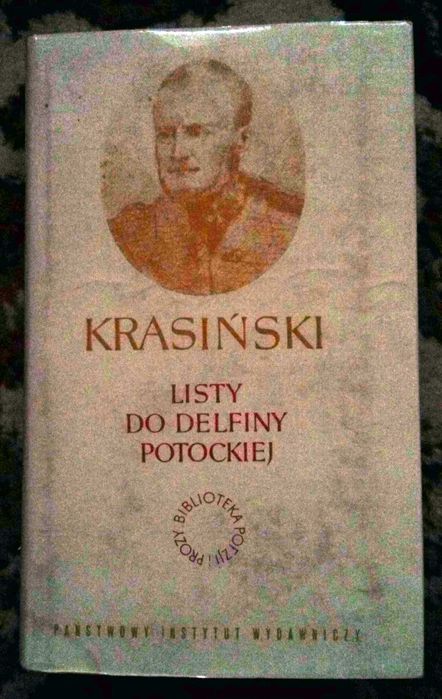 KRASIŃSKI
LISTY
DO DELFINY
POTOCKIEJ
BIBLIOTEKA POEZJI i PROZY
PAŃSTWOWY INSTYTUT WYDAWNICZY